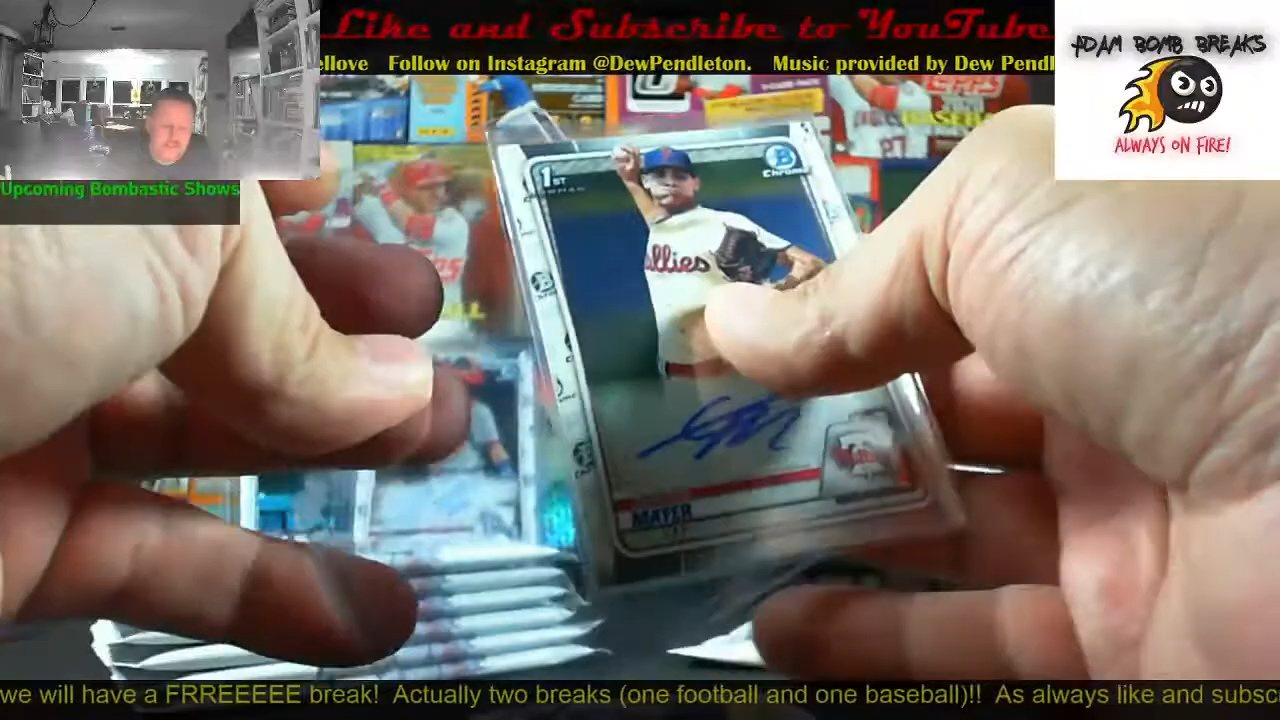 Like and Subscribe to YouTube
ellove Follow on Instagram @DewPendleton. Music provided by Dew Pendl
ADAM BOMB BREAKS
ALWAYS ON FIRE!
Upcoming Bombastic Shows
1ST
BOWMAN
B
Chrome
illies
MAYER
we will have a FRREEEEE break! Actually two breaks (one football and one baseball)!! As always like and subsc